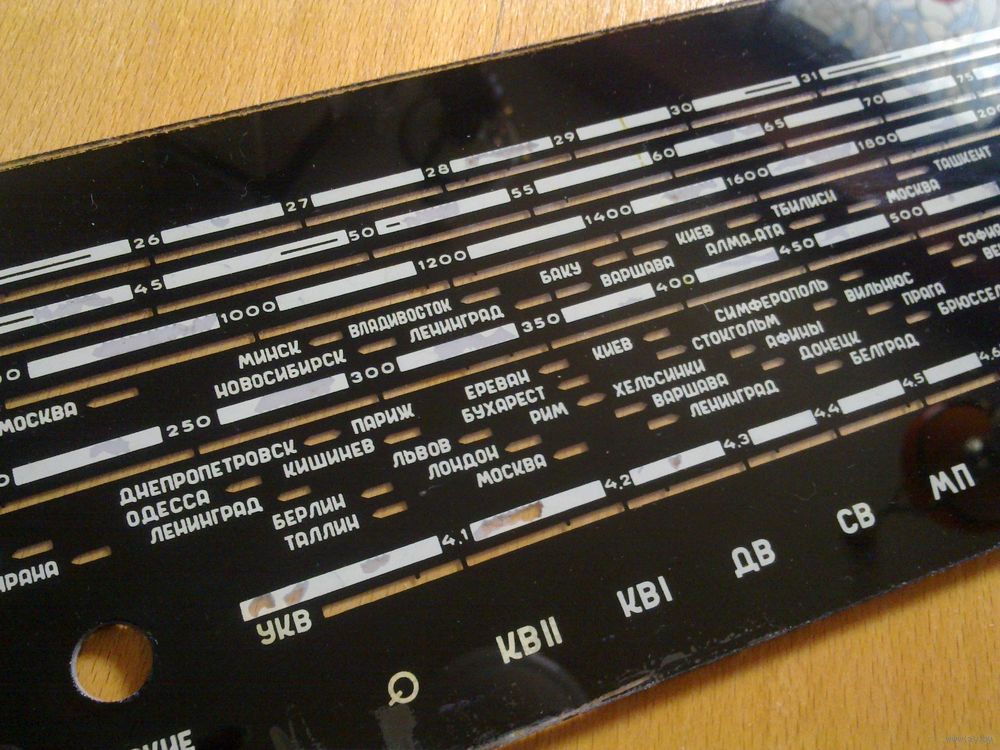 26 27 28 29 30 31
45 50 55 60 65 70 75
1000 1200 1400 1600 1800
МОСКВА МИНСК ВЛАДИВОСТОК БАКУ КИЕВ ТБИЛИСИ МОСКВА ТАШКЕНТ
НОВОСИБИРСК ЛЕНИНГРАД ВАРШАВА АЛМА-АТА
250 300 350 400 450 500
ДНЕПРОПЕТРОВСК ПАРИЖ ЕРЕВАН КИЕВ СИМФЕРОПОЛЬ ВИЛЬНЮС СОФИЯ
ОДЕССА КИШИНЕВ ЛЬВОВ БУХАРЕСТ ХЕЛЬСИНКИ СТОКГОЛЬМ АФИНЫ ПРАГА
ЛЕНИНГРАД БЕРЛИН ЛОНДОН РИМ ВАРШАВА ДОНЕЦК БРЮССЕЛ
ТАЛЛИН МОСКВА ЛЕНИНГРАД БЕЛГРАД
4.1 4.2 4.3 4.4 4.5 4.6
УКВ
КВII КВI ДВ СВ МП